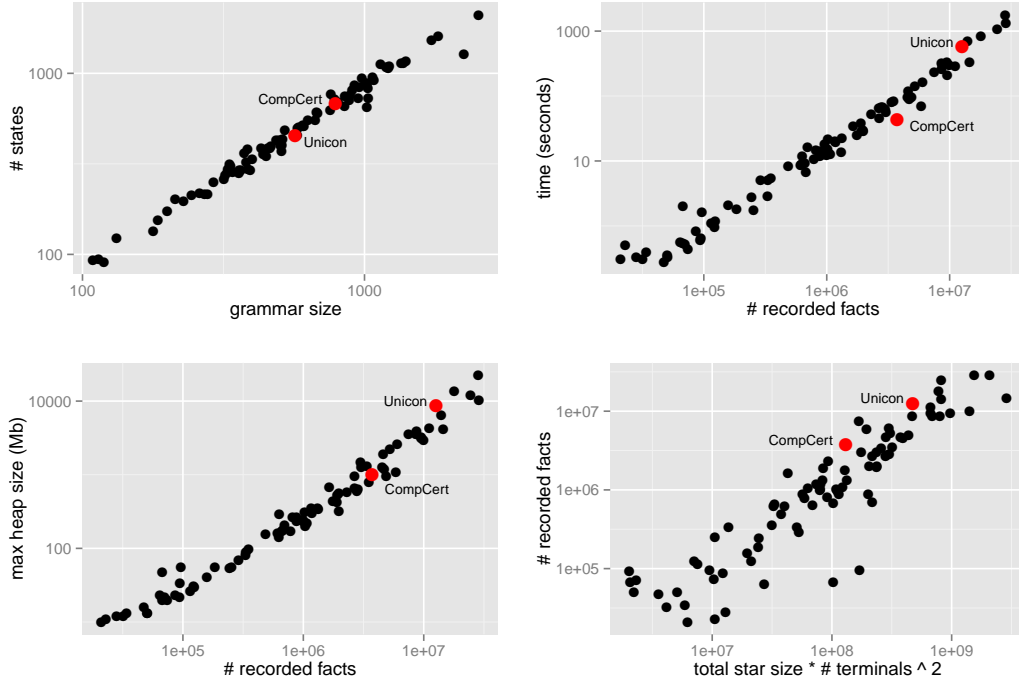 # states
1000
100
CompCert
Unicon
100
1000
grammar size
time (seconds)
1000
10
Unicon
CompCert
1e+05
1e+06
1e+07
# recorded facts
max heap size (Mb)
10000
100
Unicon
CompCert
1e+05
1e+06
1e+07
# recorded facts
# recorded facts
1e+07
1e+06
1e+05
Unicon
CompCert
1e+07
1e+08
1e+09
total star size * # terminals ^ 2